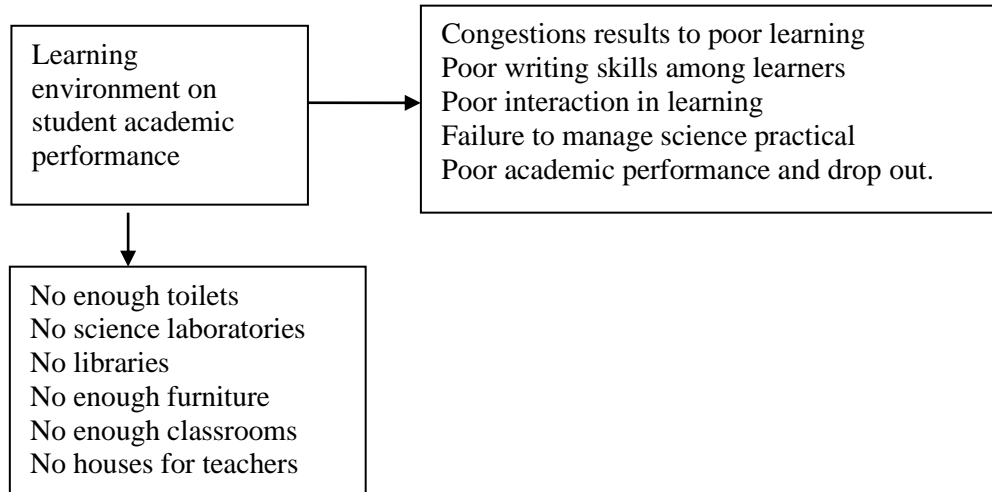 Learning
environment on
student academic
performance
Congestions results to poor learning
Poor writing skills among learners
Poor interaction in learning
Failure to manage science practical
Poor academic performance and drop out.
No enough toilets
No science laboratories
No libraries
No enough furniture
No enough classrooms
No houses for teachers